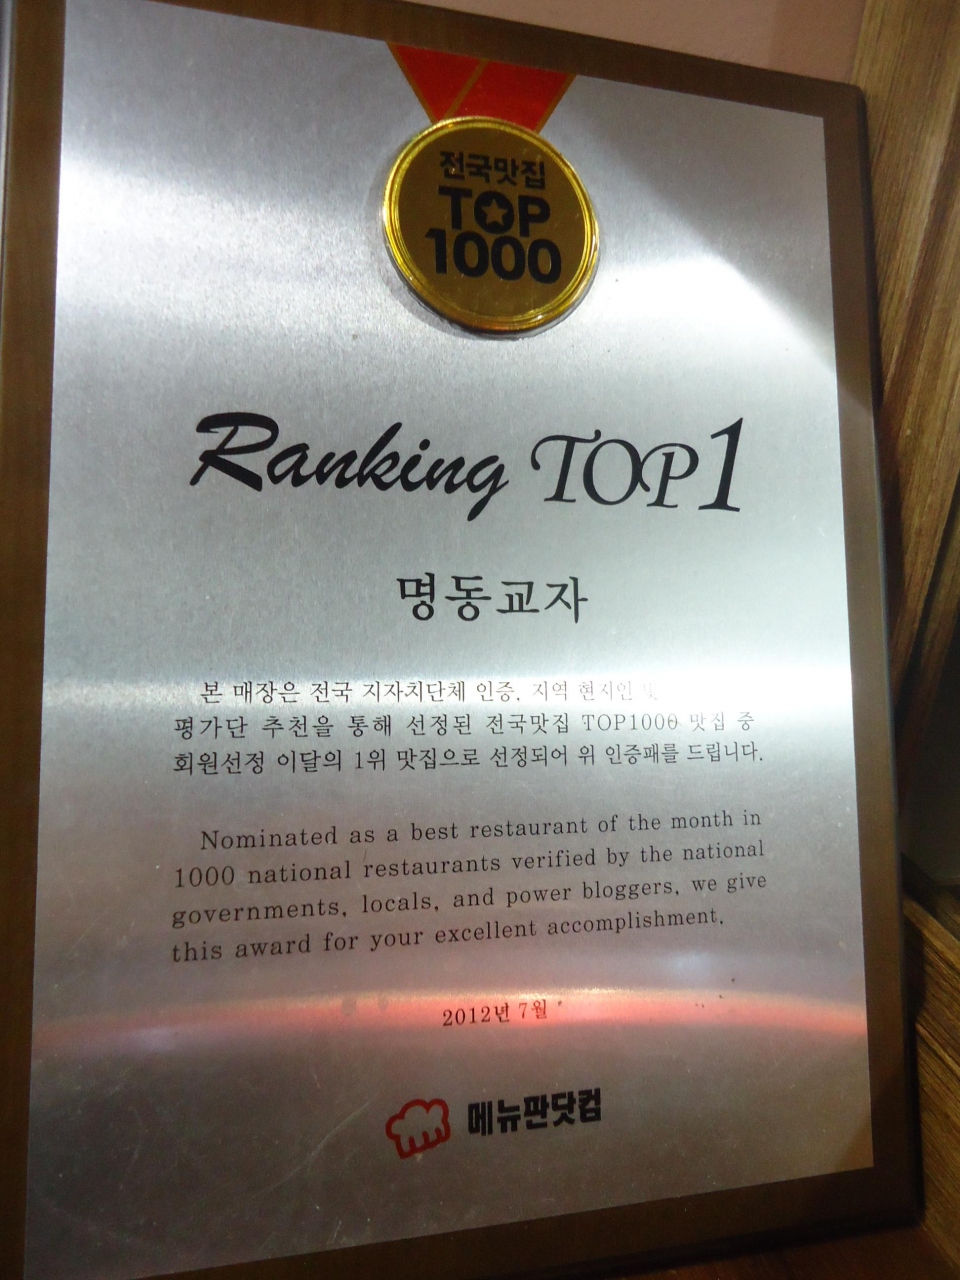 전국맛집
TOP
1000
Ranking TOP1
명동교자
본 매장은 전국 지자치단체 인증, 지역 현지인
평가단 추천을 통해 선정된 전국맛집 TOP1000 맛집 중
회원선정 이달의 1위 맛집으로 선정되어 위 인증패를 드립니다.
Nominated as a best restaurant of the month in
1000 national restaurants verified by the national
governments, locals, and power bloggers, we give
this award for your excellent accomplishment.
2012년 7월
메뉴판닷컴